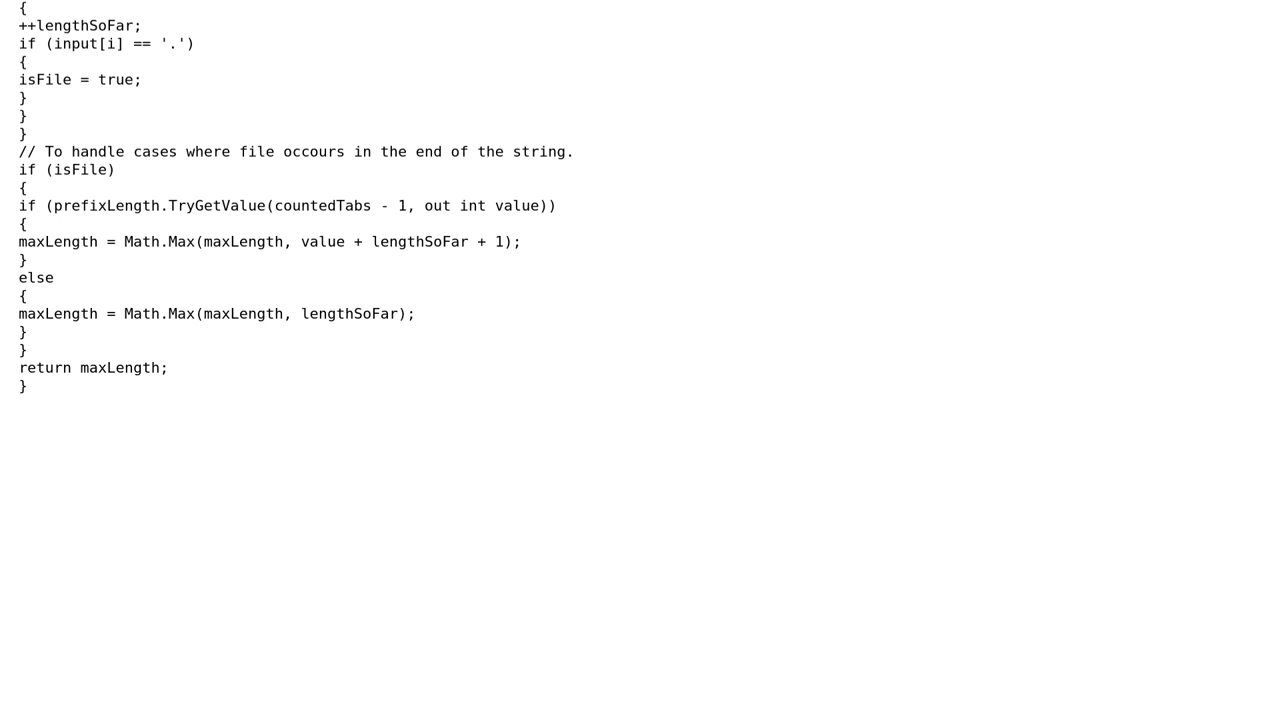 {
++lengthSoFar;
if (input[i] == '.')
{
isFile = true;
}
}
}
// To handle cases where file occours in the end of the string.
if (isFile)
{
if (prefixLength.TryGetValue(countedTabs - 1, out int value))
{
maxLength = Math.Max(maxLength, value + lengthSoFar + 1);
}
else
{
maxLength = Math.Max(maxLength, lengthSoFar);
}
}
return maxLength;
}